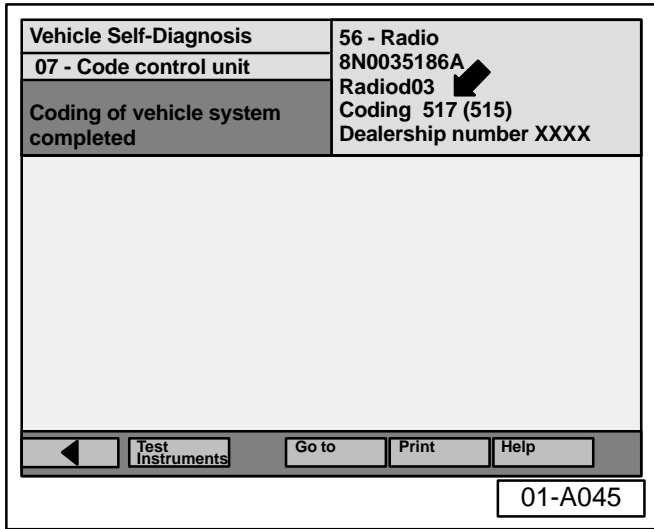 Vehicle Self-Diagnosis
07 - Code control unit
Coding of vehicle system
completed
56 - Radio
8N0035186A
Radiod03
Coding 517 (515)
Dealership number XXXX
Test
Instruments
Go to
Print
Help
01-A045